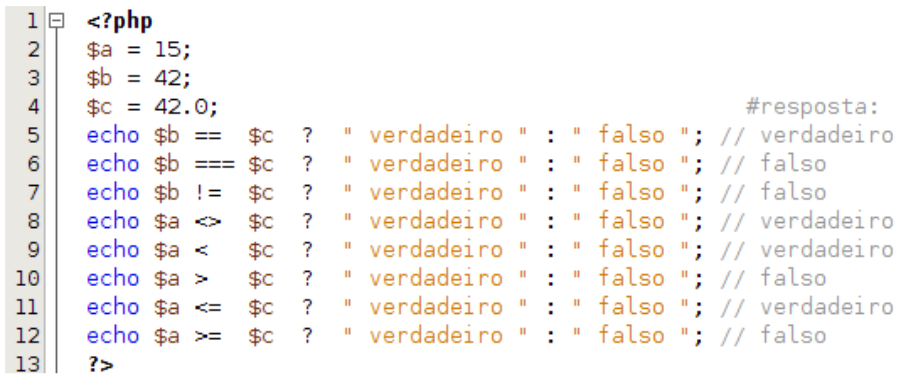 1 <?php
2 $a = 15;
3 $b = 42;
4 $c = 42.0; #resposta:
5 echo $b == $c ? " verdadeiro " : " falso "; // verdadeiro
6 echo $b === $c ? " verdadeiro " : " falso "; // falso
7 echo $b != $c ? " verdadeiro " : " falso "; // falso
8 echo $a <> $c ? " verdadeiro " : " falso "; // verdadeiro
9 echo $a < $c ? " verdadeiro " : " falso "; // verdadeiro
10 echo $a > $c ? " verdadeiro " : " falso "; // falso
11 echo $a <= $c ? " verdadeiro " : " falso "; // verdadeiro
12 echo $a >= $c ? " verdadeiro " : " falso "; // falso
13 ?>